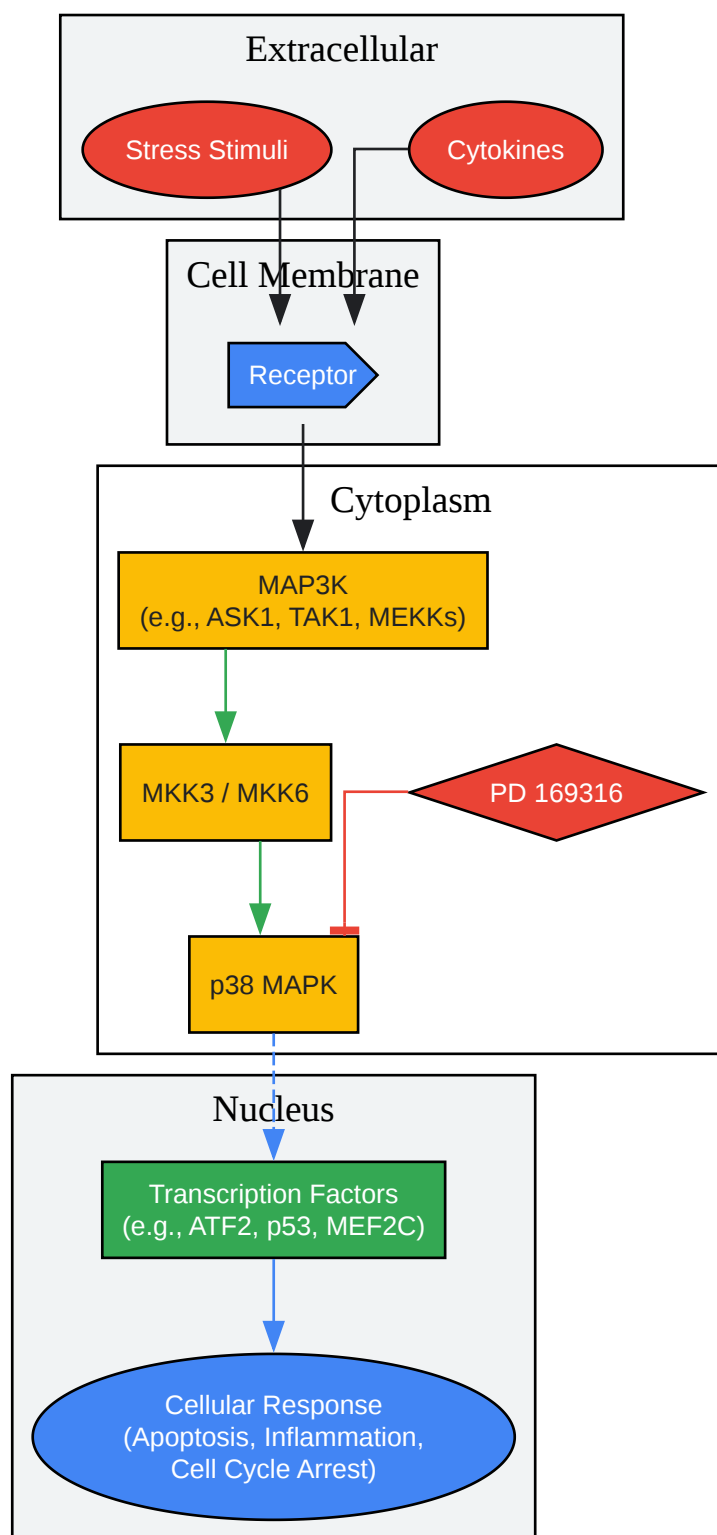 Extracellular
Stress Stimuli
Cytokines
Cell Membrane
Receptor
Cytoplasm
MAP3K
(e.g., ASK1, TAK1, MEKKs)
MKK3 / MKK6
PD 169316
p38 MAPK
Nucleus
Transcription Factors
(e.g., ATF2, p53, MEF2C)
Cellular Response
(Apoptosis, Inflammation,
Cell Cycle Arrest)